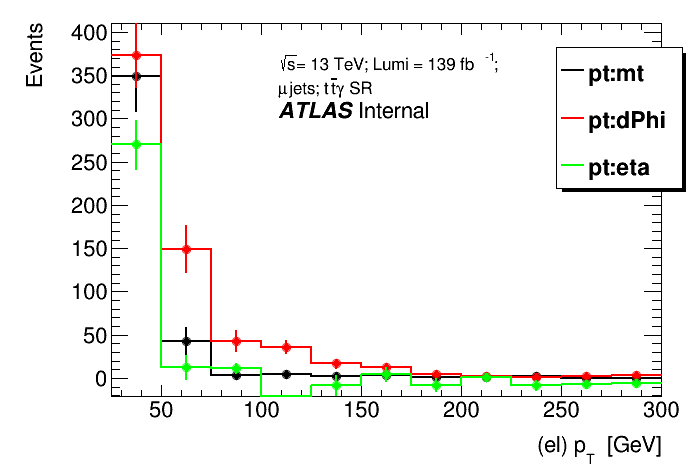 Events
400
350
300
250
200
150
100
50
0
√s= 13 TeV; Lumi = 139 fb⁻¹;
μjets; tt̄γ SR
ATLAS Internal
pt:mt
pt:dPhi
pt:eta
50 100 150 200 250 300
(el) p_T [GeV]